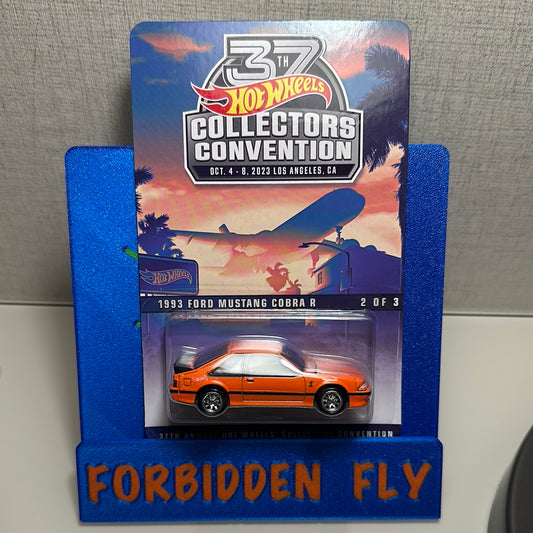 37TH
HOT WHEELS
COLLECTORS
CONVENTION
OCT. 4 - 8, 2023 LOS ANGELES, CA
HOT WHEELS
1993 FORD MUSTANG COBRA R 2 OF 3
37TH ANNUAL HOT WHEELS COLLECTORS CONVENTION
FORBIDDEN FLY